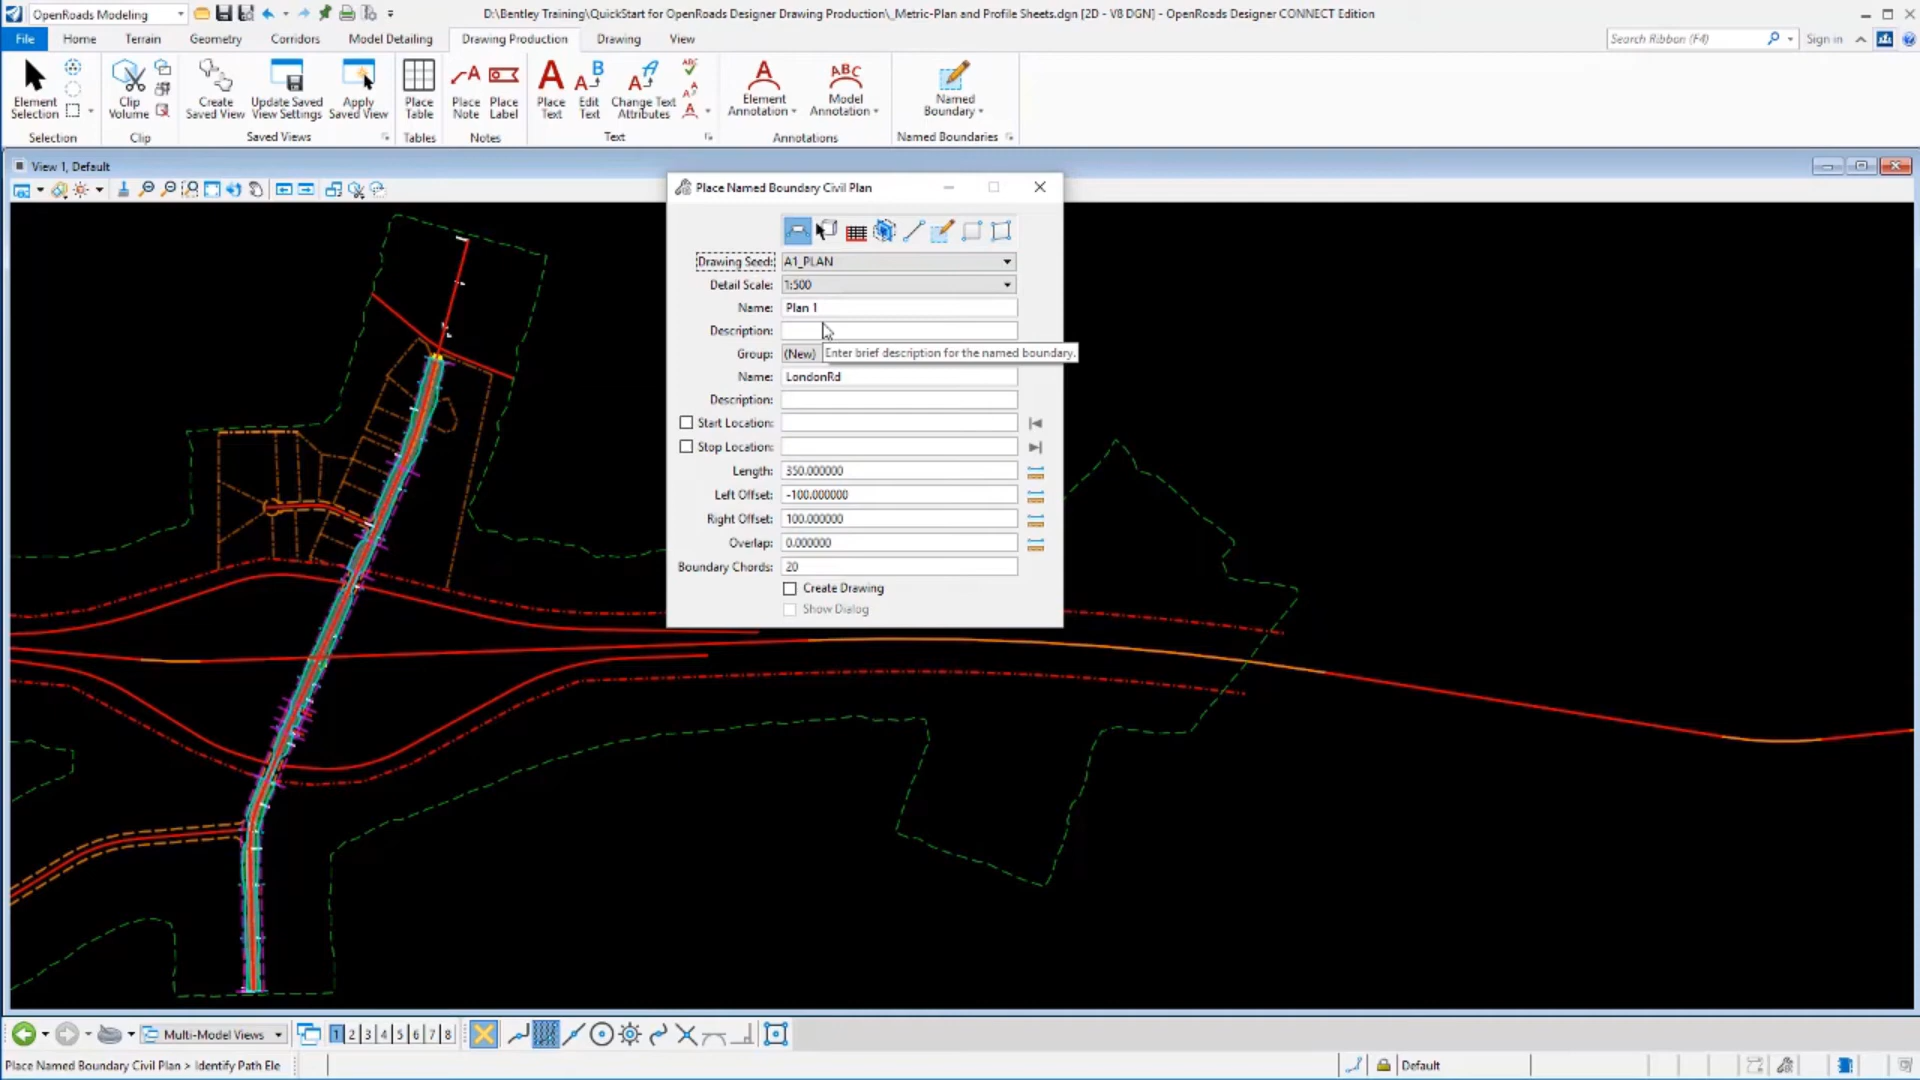 OpenRoads Modeling
D:\Bentley Training\QuickStart for OpenRoads Designer Drawing Production\_Metric-Plan and Profile Sheets.dgn [2D - V8 DGN] - OpenRoads Designer CONNECT Edition
File Home Terrain Geometry Corridors Model Detailing Drawing Production Drawing View
Search Ribbon (F4)
Sign in
Element Selection
Clip Volume
Create Saved View
Update Saved View Settings
Apply Saved View
Place Table
Place Note
Place Label
Place Text
Edit Text
Change Text Attributes
Element Annotation
Model Annotation
Named Boundary
Selection Clip Saved Views Tables Notes Text Annotations Named Boundaries
View 1, Default
Place Named Boundary Civil Plan
Drawing Seed: A1_PLAN
Detail Scale: 1:500
Name: Plan 1
Description:
Group: (New)
Enter brief description for the named boundary.
Name: LondonRd
Description:
Start Location:
Stop Location:
Length: 350.000000
Left Offset: -100.000000
Right Offset: 100.000000
Overlap: 0.000000
Boundary Chords: 20
Create Drawing
Show Dialog
Multi-Model Views
1 2 3 4 5 6 7 8
Place Named Boundary Civil Plan > Identify Path Ele
Default